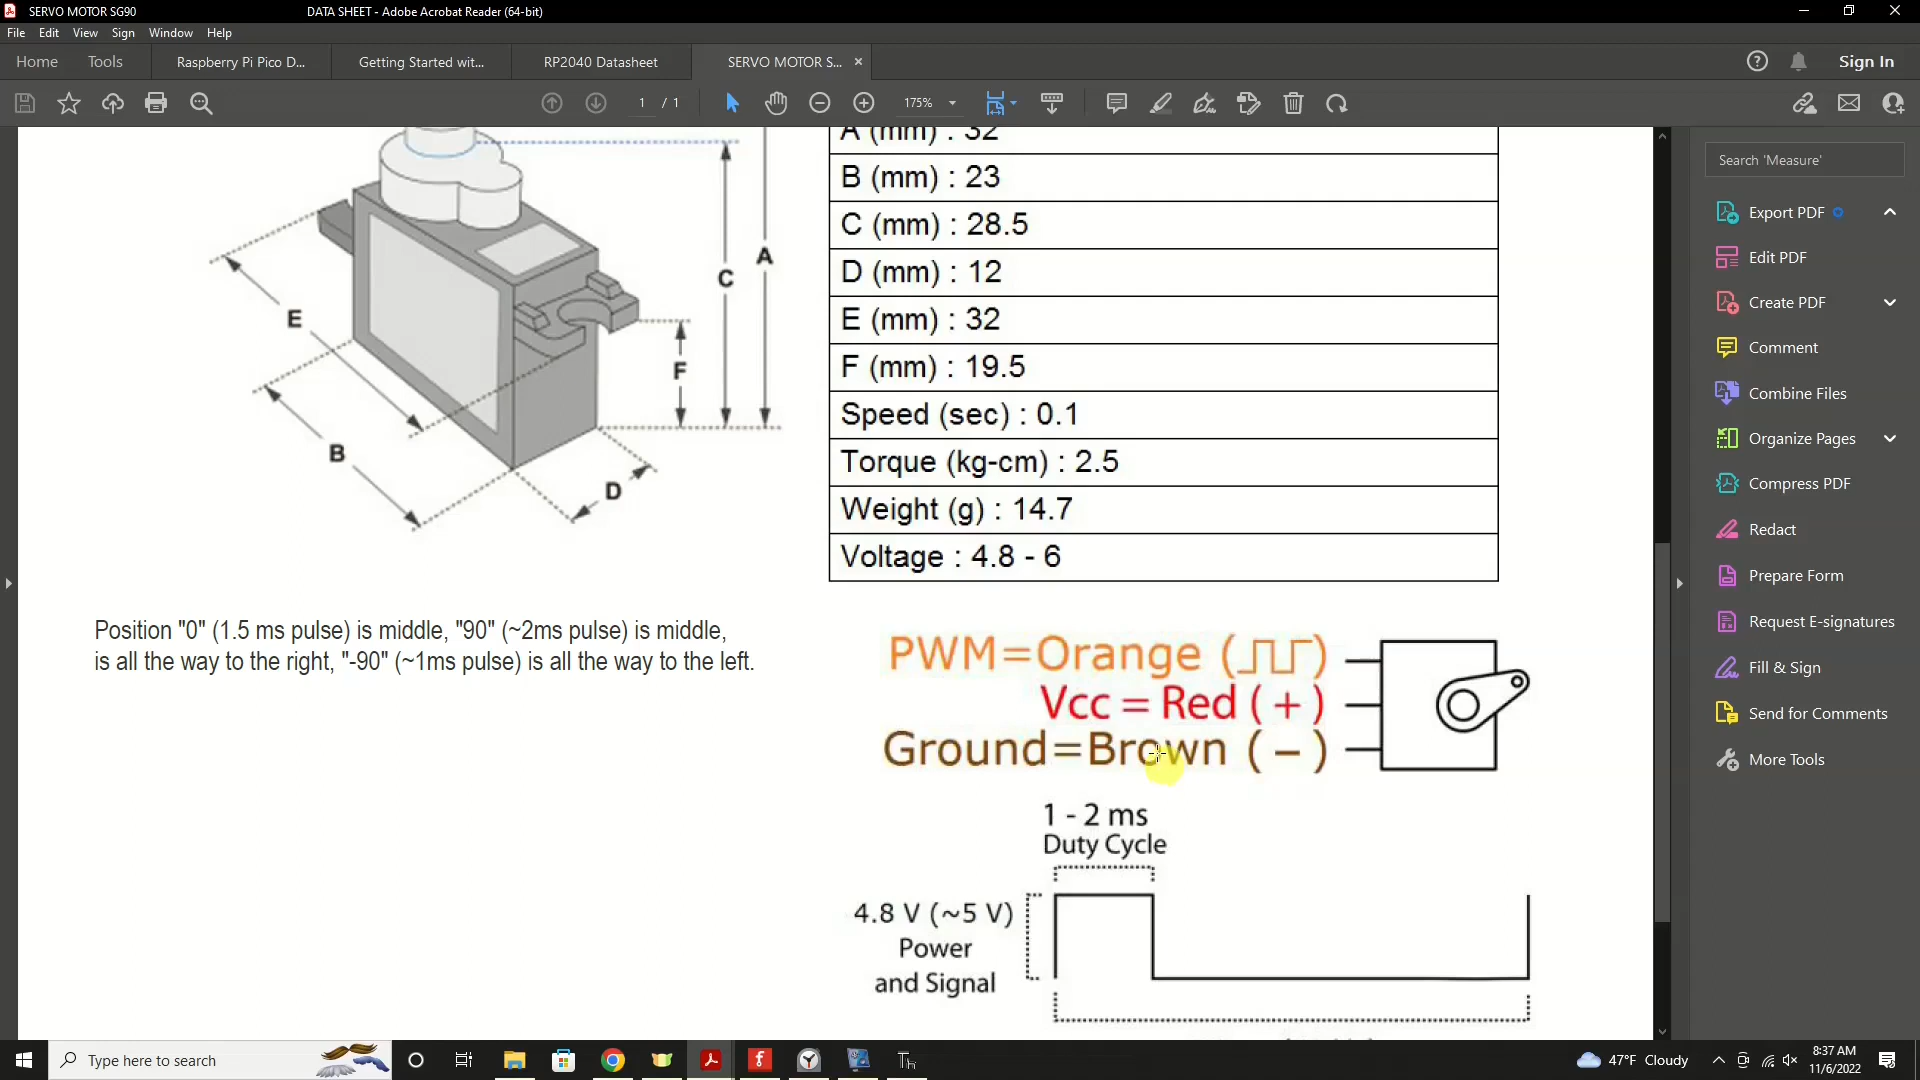 SERVO MOTOR SG90 DATA SHEET - Adobe Acrobat Reader (64-bit)
File Edit View Sign Window Help
Home Tools Raspberry Pi Pico D... Getting Started wit... RP2040 Datasheet SERVO MOTOR S... × Sign In
1 / 1 175%
A (mm) : 32
B (mm) : 23
C (mm) : 28.5
D (mm) : 12
E (mm) : 32
F (mm) : 19.5
Speed (sec) : 0.1
Torque (kg-cm) : 2.5
Weight (g) : 14.7
Voltage : 4.8 - 6
A
C
E
F
B
D
Position "0" (1.5 ms pulse) is middle, "90" (~2ms pulse) is middle,
is all the way to the right, "-90" (~1ms pulse) is all the way to the left.
PWM=Orange ( )
Vcc = Red ( + )
Ground=Brown ( – )
1 - 2 ms
Duty Cycle
4.8 V (~5 V)
Power
and Signal
Search 'Measure'
Export PDF
Edit PDF
Create PDF
Comment
Combine Files
Organize Pages
Compress PDF
Redact
Prepare Form
Request E-signatures
Fill & Sign
Send for Comments
More Tools
Type here to search
47°F Cloudy
8:37 AM
11/6/2022